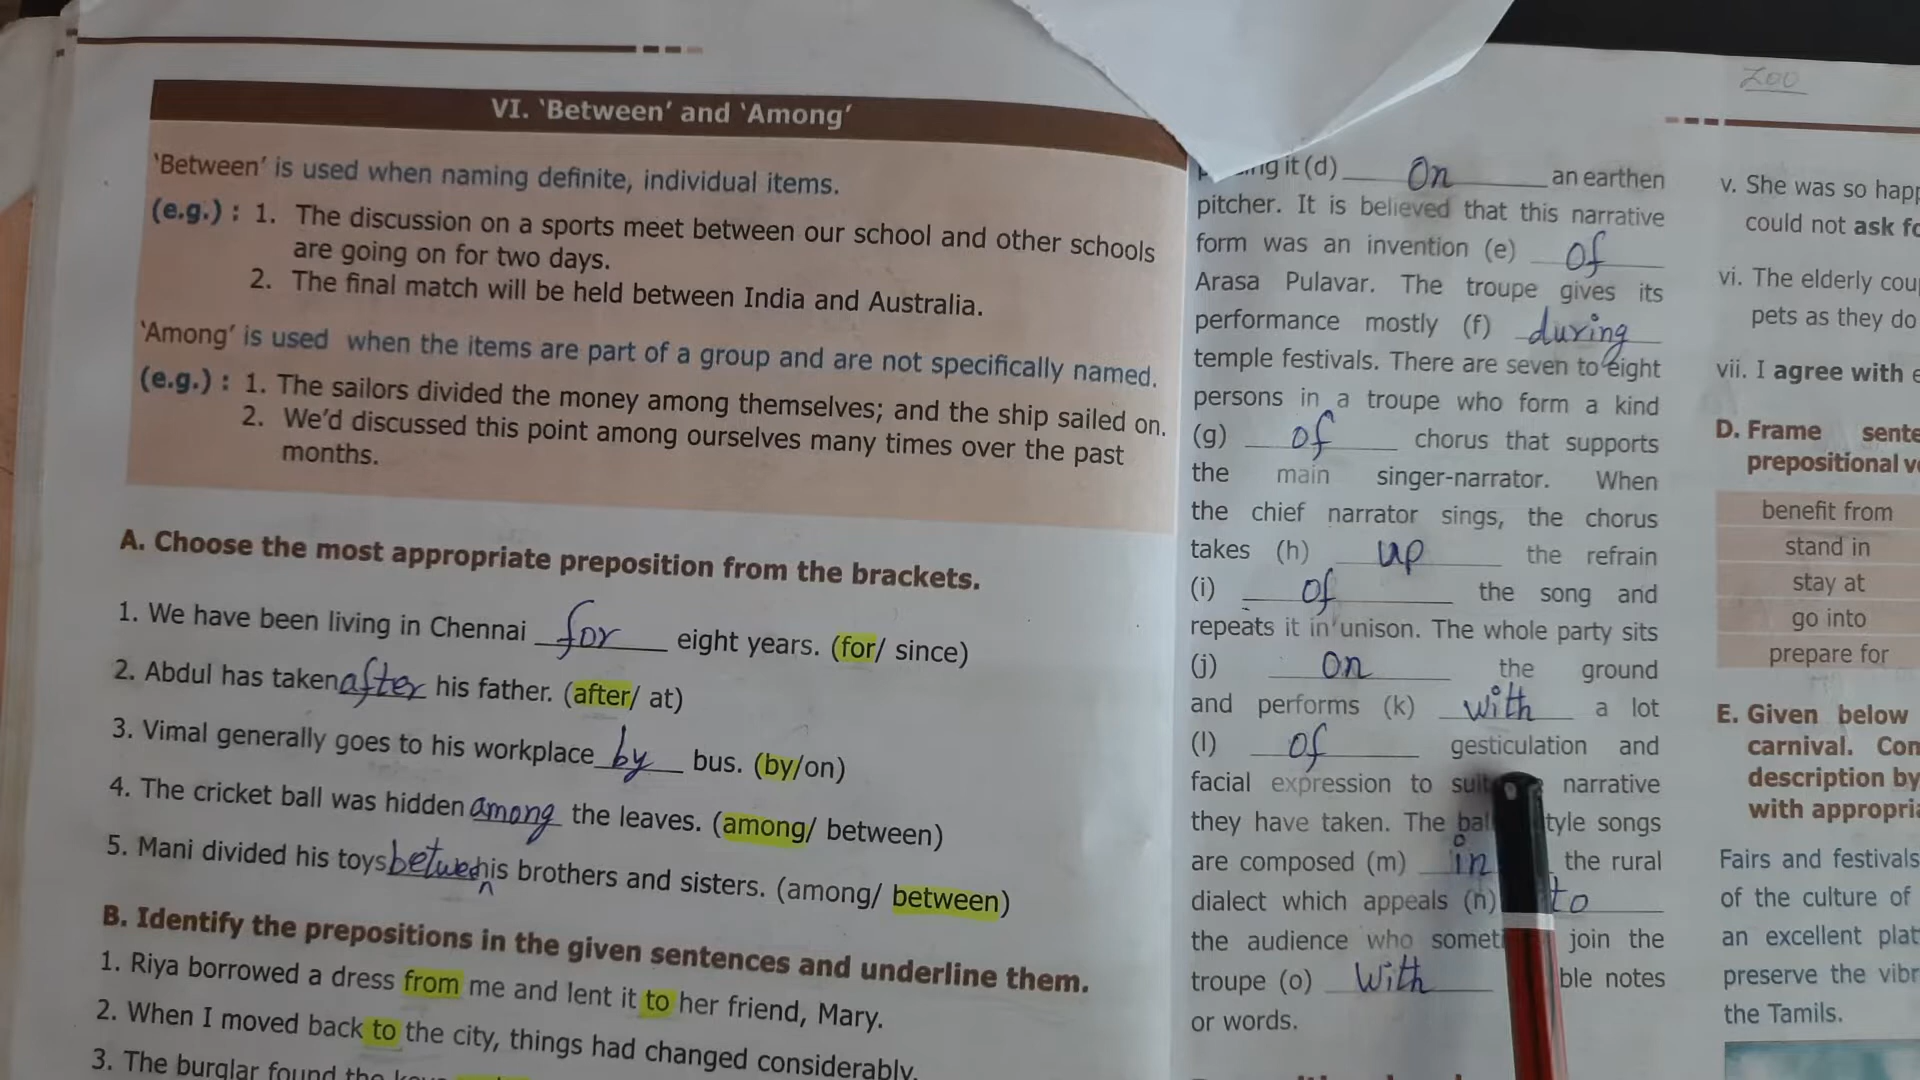 VI. 'Between' and 'Among'
'Between' is used when naming definite, individual items.
(e.g.) : 1. The discussion on a sports meet between our school and other schools
are going on for two days.
2. The final match will be held between India and Australia.
'Among' is used when the items are part of a group and are not specifically named.
(e.g.) : 1. The sailors divided the money among themselves; and the ship sailed on.
2. We'd discussed this point among ourselves many times over the past
months.
A. Choose the most appropriate preposition from the brackets.
1. We have been living in Chennai for eight years. (for/ since)
2. Abdul has taken after his father. (after/ at)
3. Vimal generally goes to his workplace by bus. (by/on)
4. The cricket ball was hidden among the leaves. (among/ between)
5. Mani divided his toys between his brothers and sisters. (among/ between)
B. Identify the prepositions in the given sentences and underline them.
1. Riya borrowed a dress from me and lent it to her friend, Mary.
2. When I moved back to the city, things had changed considerably.
3. The burglar found the
it (d) On an earthen
pitcher. It is believed that this narrative
form was an invention (e) of
Arasa Pulavar. The troupe gives its
performance mostly (f) during
temple festivals. There are seven to eight
persons in a troupe who form a kind
(g) of chorus that supports
the main singer-narrator. When
the chief narrator sings, the chorus
takes (h) up the refrain
(i) of the song and
repeats it in unison. The whole party sits
(j) on the ground
and performs (k) with a lot
(l) of gesticulation and
facial expression to suit narrative
they have taken. The tyle songs
are composed (m) in the rural
dialect which appeals (n) to
the audience who somet join the
troupe (o) with ble notes
or words.
200
v. She was so happ
could not ask fo
vi. The elderly cou
pets as they do
vii. I agree with e
D. Frame sente
prepositional ve
benefit from
stand in
stay at
go into
prepare for
E. Given below
carnival. Com
description by
with appropria
Fairs and festivals
of the culture of
an excellent plat
preserve the vibr
the Tamils.